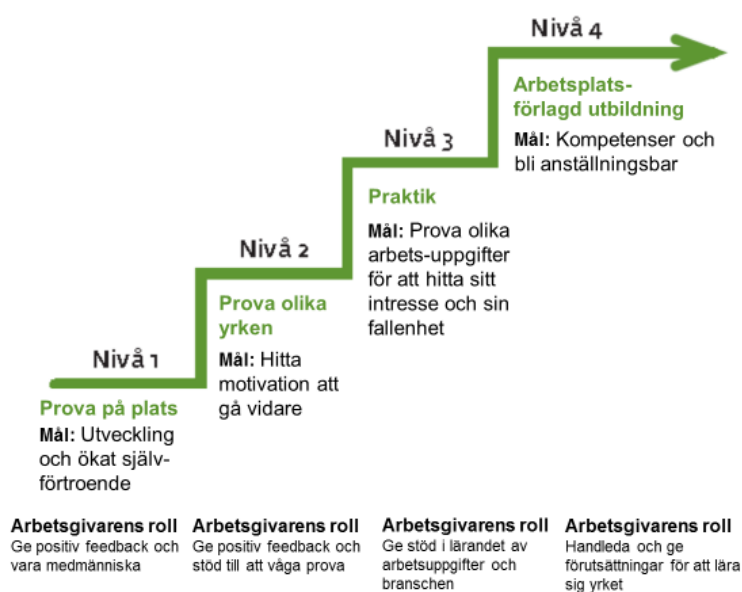 Nivå 1
Prova på plats
Mål: Utveckling
och ökat själv-
förtroende
Nivå 2
Prova olika
yrken
Mål: Hitta
motivation att
gå vidare
Nivå 3
Praktik
Mål: Prova olika
arbets-uppgifter
för att hitta sitt
intresse och sin
fallenhet
Nivå 4
Arbetsplats-
förlagd utbildning
Mål: Kompetenser och
bli anställningsbar
Arbetsgivarens roll
Ge positiv feedback och
vara medmänniska
Arbetsgivarens roll
Ge positiv feedback och
stöd till att våga prova
Arbetsgivarens roll
Ge stöd i lärandet av
arbetsuppgifter och
branschen
Arbetsgivarens roll
Handleda och ge
förutsättningar för att lära
sig yrket